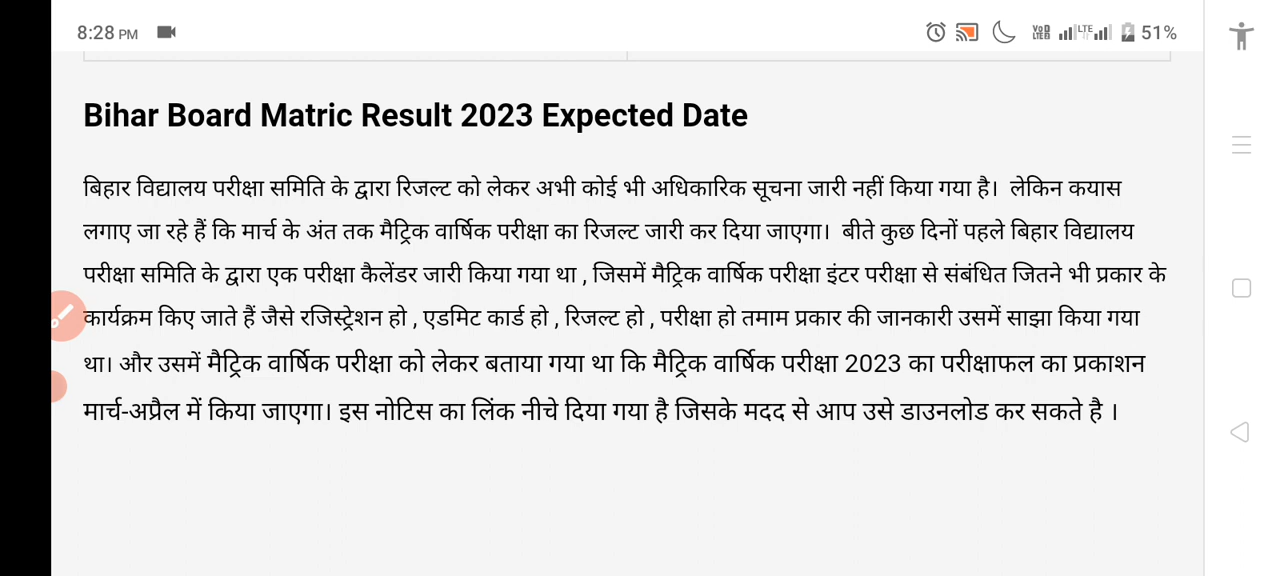 8:28 PM
VoD LTE LTE 51%
Bihar Board Matric Result 2023 Expected Date
बिहार विद्यालय परीक्षा समिति के द्वारा रिजल्ट को लेकर अभी कोई भी अधिकारिक सूचना जारी नहीं किया गया है। लेकिन कयास
लगाए जा रहे हैं कि मार्च के अंत तक मैट्रिक वार्षिक परीक्षा का रिजल्ट जारी कर दिया जाएगा। बीते कुछ दिनों पहले बिहार विद्यालय
परीक्षा समिति के द्वारा एक परीक्षा कैलेंडर जारी किया गया था , जिसमें मैट्रिक वार्षिक परीक्षा इंटर परीक्षा से संबंधित जितने भी प्रकार के
कार्यक्रम किए जाते हैं जैसे रजिस्ट्रेशन हो , एडमिट कार्ड हो , रिजल्ट हो , परीक्षा हो तमाम प्रकार की जानकारी उसमें साझा किया गया
था। और उसमें मैट्रिक वार्षिक परीक्षा को लेकर बताया गया था कि मैट्रिक वार्षिक परीक्षा 2023 का परीक्षाफल का प्रकाशन
मार्च-अप्रैल में किया जाएगा। इस नोटिस का लिंक नीचे दिया गया है जिसके मदद से आप उसे डाउनलोड कर सकते है ।